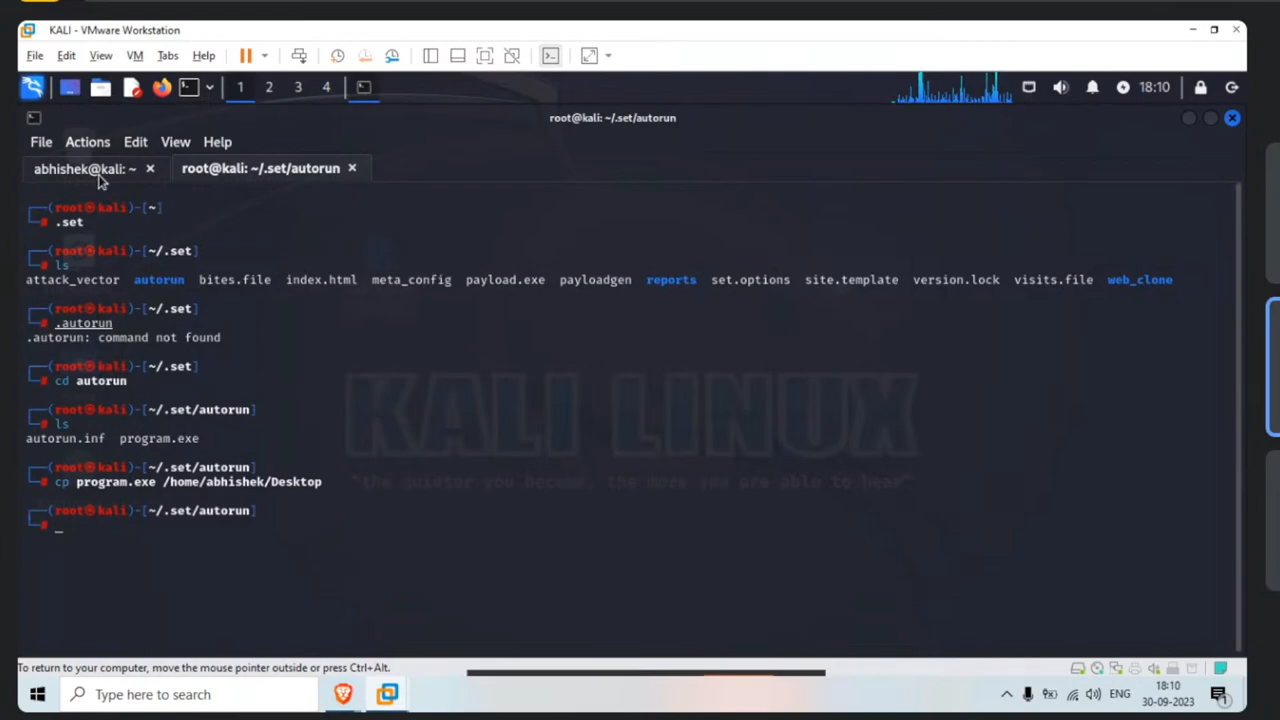 KALI - VMware Workstation
File Edit View VM Tabs Help
1 2 3 4 18:10
root@kali: ~/.set/autorun
File Actions Edit View Help
abhishek@kali: ~ root@kali: ~/.set/autorun
(root㉿kali)-[~]
# .set
(root㉿kali)-[~/.set]
ls
attack_vector autorun bites.file index.html meta_config payload.exe payloadgen reports set.options site.template version.lock visits.file web_clone
(root㉿kali)-[~/.set]
# .autorun
.autorun: command not found
(root㉿kali)-[~/.set]
# cd autorun
(root㉿kali)-[~/.set/autorun]
ls
autorun.inf program.exe
(root㉿kali)-[~/.set/autorun]
# cp program.exe /home/abhishek/Desktop
(root㉿kali)-[~/.set/autorun]
# _
KALI LINUX
"the quieter you become, the more you are able to hear"
To return to your computer, move the mouse pointer outside or press Ctrl+Alt.
Type here to search
ENG
18:10
30-09-2023
1